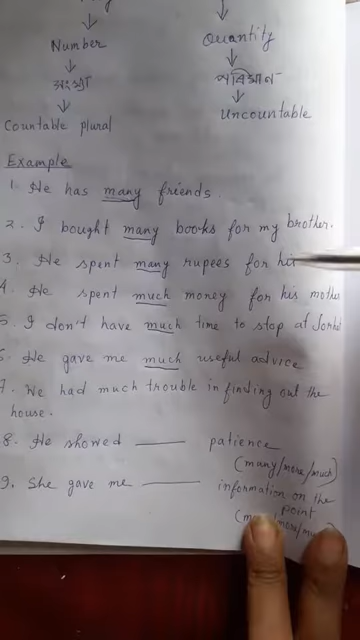 Number Quantity
সংখ্যা পৰিমাণ
Countable plural Uncountable
Example
1. He has many friends.
2. I bought many books for my brother.
3. He spent many rupees for his
4. He spent much money for his mother
5. I don't have much time to stop at
6. He gave me much useful advice
7. We had much trouble in finding out the
house.
8. He showed ______ patience
(many/more/much)
9. She gave me ______ information on the
point